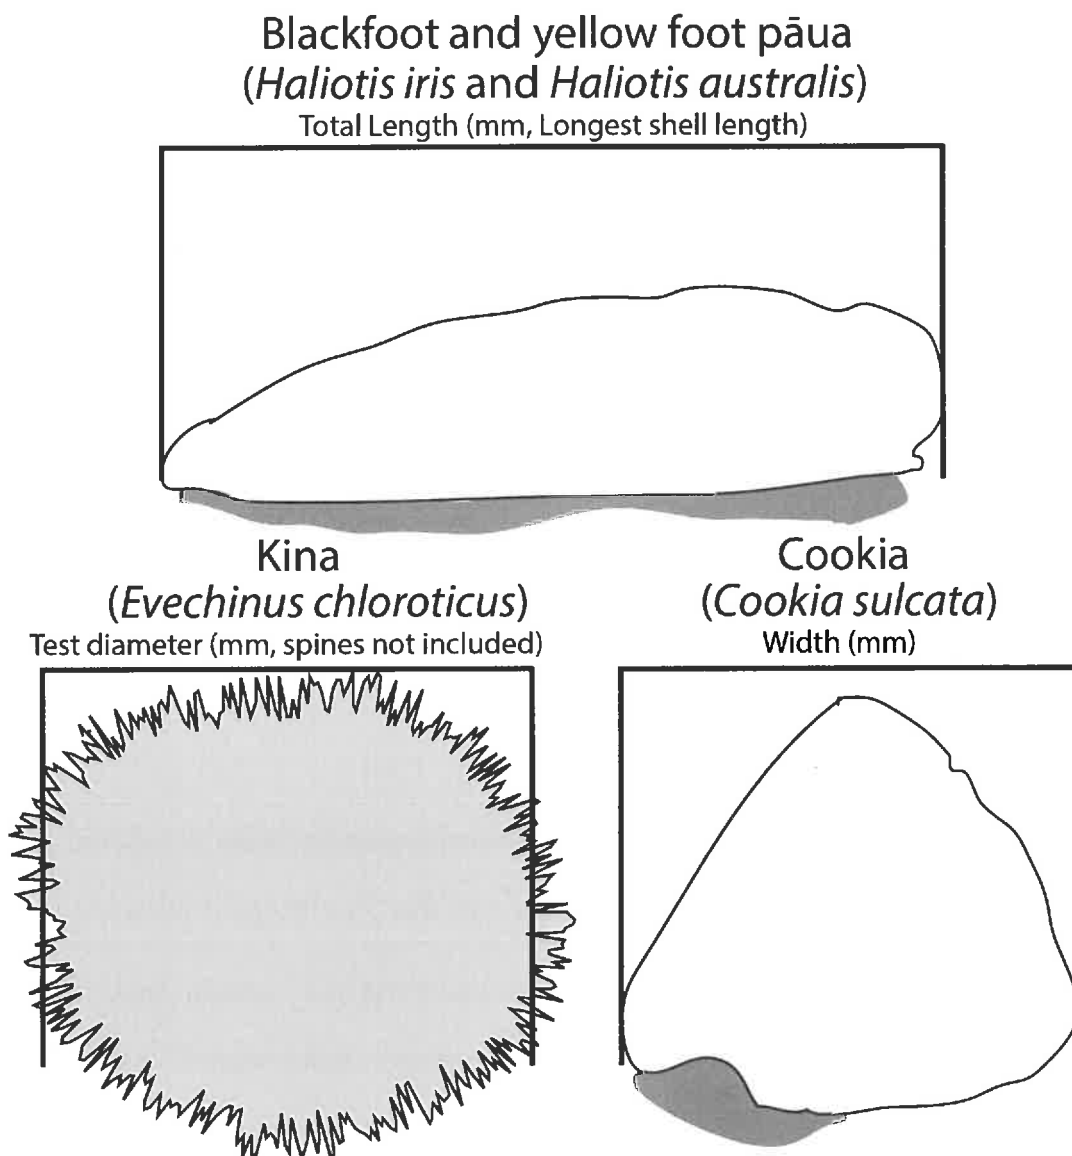 Blackfoot and yellow foot pāua
(Haliotis iris and Haliotis australis)
Total Length (mm, Longest shell length)
Kina
(Evechinus chloroticus)
Test diameter (mm, spines not included)
Cookia
(Cookia sulcata)
Width (mm)